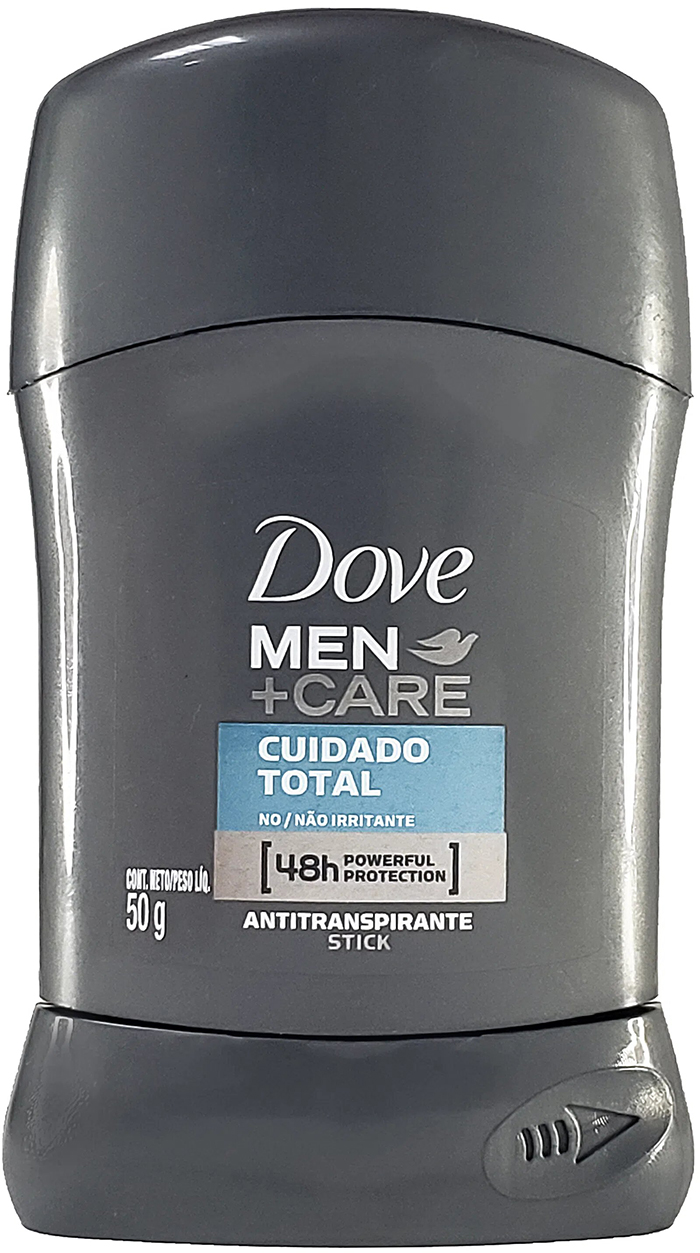 Dove
MEN
+CARE
CUIDADO
TOTAL
NO / NÃO IRRITANTE
[48h POWERFUL
PROTECTION]
CONT. NETO/PESO LÍQ.
50 g
ANTITRANSPIRANTE
STICK